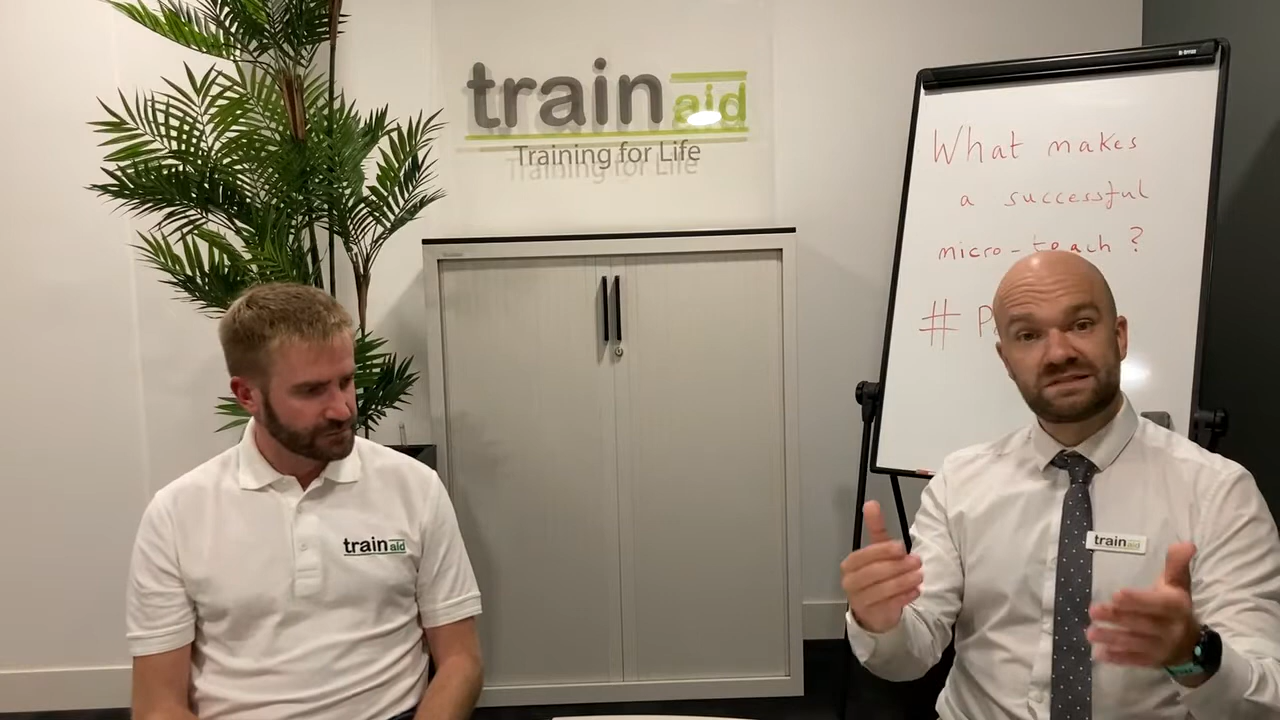 train aid
Training for Life
What makes
a successful
micro-teach?
#
train aid
train aid